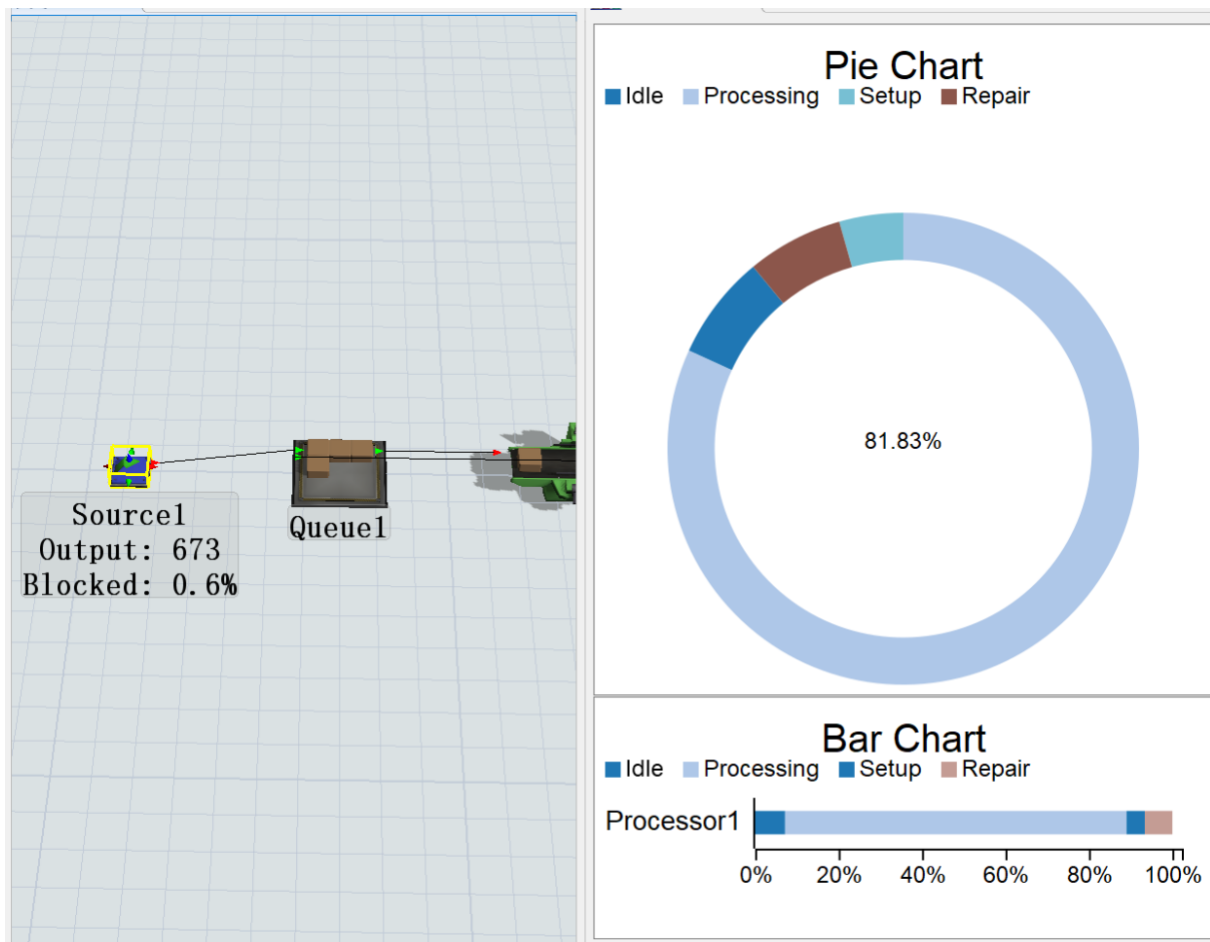 Source1
Output: 673
Blocked: 0.6%
Queue1
Pie Chart
Idle Processing Setup Repair
81.83%
Bar Chart
Idle Processing Setup Repair
Processor1
0% 20% 40% 60% 80% 100%